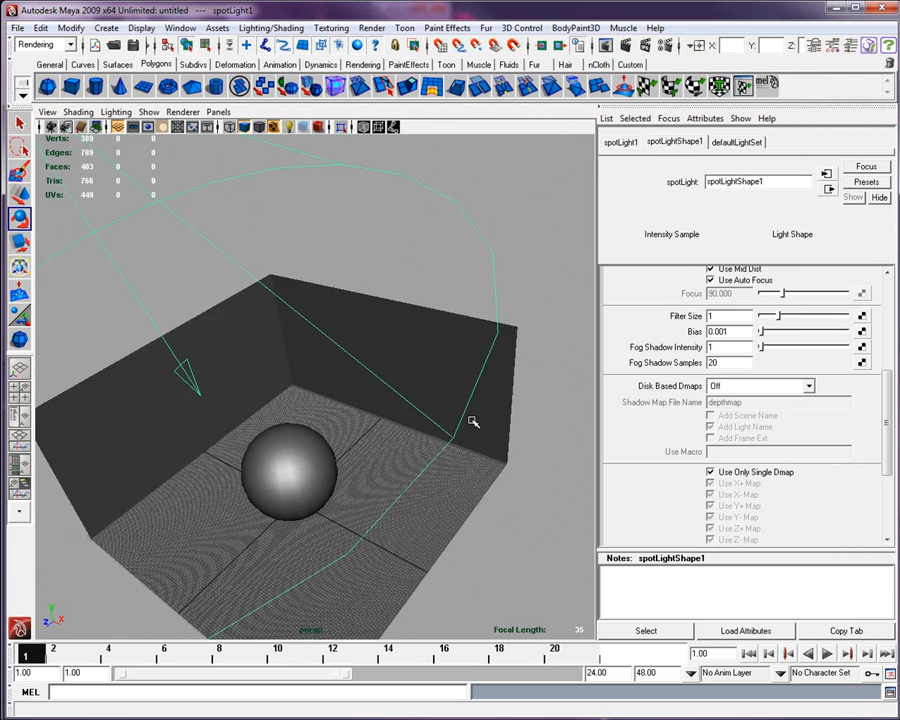 Autodesk Maya 2009 x64 Unlimited: untitled --- spotLight1
File Edit Modify Create Display Window Assets Lighting/Shading Texturing Render Toon Paint Effects Fur 3D Control BodyPaint3D Muscle Help
Rendering X: Y: Z:
General Curves Surfaces Polygons Subdivs Deformation Animation Dynamics Rendering PaintEffects Toon Muscle Fluids Fur Hair nCloth Custom
mel
View Shading Lighting Show Renderer Panels
List Selected Focus Attributes Show Help
Verts: 389 0 0
Edges: 789 0 0
Faces: 403 0 0
Tris: 766 0 0
UVs: 449 0 0
spotLight1 spotLightShape1 defaultLightSet
Focus
spotLight: spotLightShape1
Presets
Show Hide
Intensity Sample Light Shape
Use Mid Dist
Use Auto Focus
Focus 90.000
Filter Size 1
Bias 0.001
Fog Shadow Intensity 1
Fog Shadow Samples 20
Disk Based Dmaps Off
Shadow Map File Name depthmap
Add Scene Name
Add Light Name
Add Frame Ext
Use Macro
Use Only Single Dmap
Use X+ Map
Use X- Map
Use Y+ Map
Use Y- Map
Use Z+ Map
Use Z- Map
Notes: spotLightShape1
y
z x
persp
Focal Length: 35
Select Load Attributes Copy Tab
1 2 4 6 8 10 12 14 16 18 20 1.00
1.00 1.00 24.00 48.00 No Anim Layer No Character Set
MEL